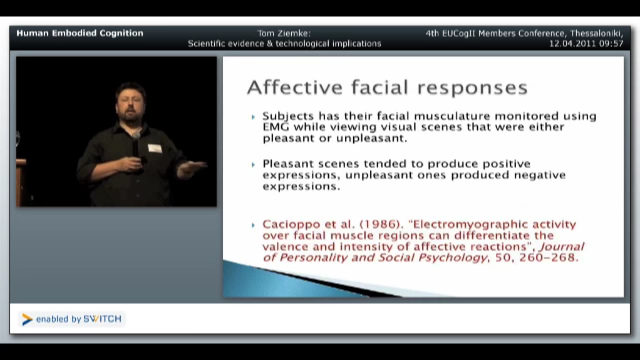 Human Embodied Cognition
Tom Ziemke:
Scientific evidence & technological implications
4th EUCogII Members Conference, Thessaloniki,
12.04.2011 09:57
Affective facial responses
Subjects has their facial musculature monitored using
EMG while viewing visual scenes that were either
pleasant or unpleasant.
Pleasant scenes tended to produce positive
expressions, unpleasant ones produced negative
expressions.
Cacioppo et al. (1986). "Electromyographic activity
over facial muscle regions can differentiate the
valence and intensity of affective reactions", Journal
of Personality and Social Psychology, 50, 260-268.
enabled by SWITCH